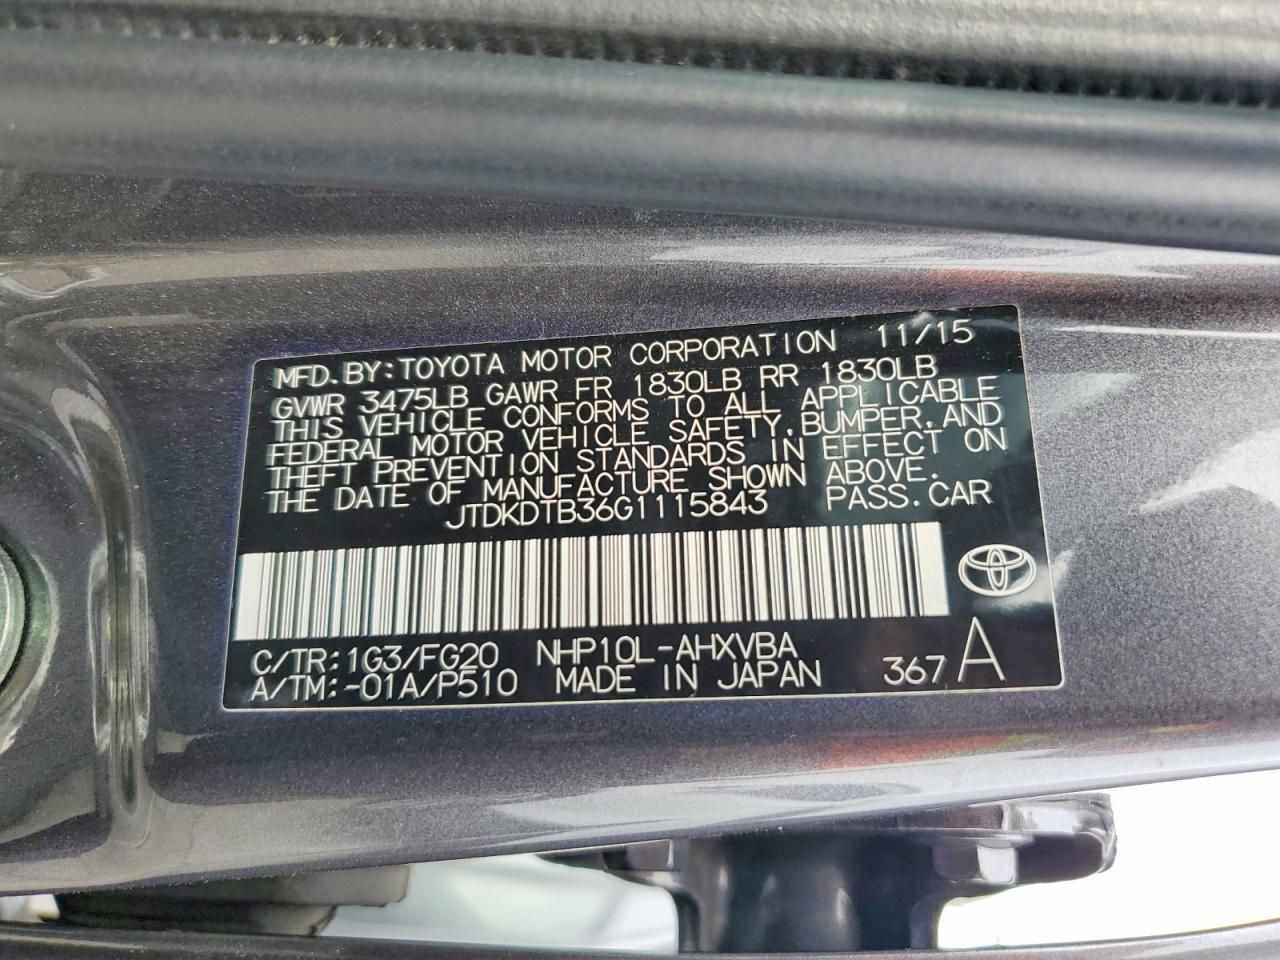 MFD.BY:TOYOTA MOTOR CORPORATION 11/15
GVWR 3475LB GAWR FR 1830LB RR 1830LB
THIS VEHICLE CONFORMS TO ALL APPLICABLE
FEDERAL MOTOR VEHICLE SAFETY,BUMPER,AND
THEFT PREVENTION STANDARDS IN EFFECT ON
THE DATE OF MANUFACTURE SHOWN ABOVE.
JTDKDTB36G1115843 PASS.CAR
C/TR:1G3/FG20 NHP10L-AHXVBA
A/TM:-01A/P510 MADE IN JAPAN 367 A